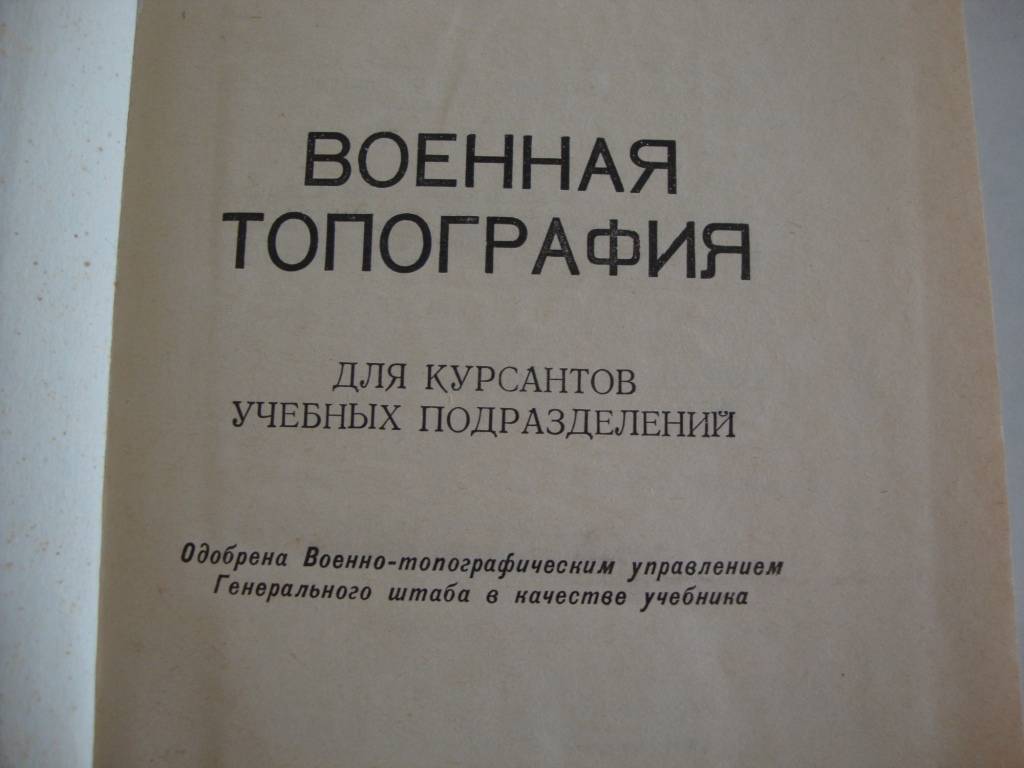 ВОЕННАЯ
ТОПОГРАФИЯ
ДЛЯ КУРСАНТОВ
УЧЕБНЫХ ПОДРАЗДЕЛЕНИЙ
Одобрена Военно-топографическим управлением
Генерального штаба в качестве учебника